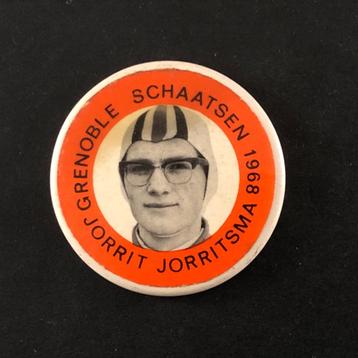 GRENOBLE SCHAATSEN 1968
JORRIT JORRITSMA